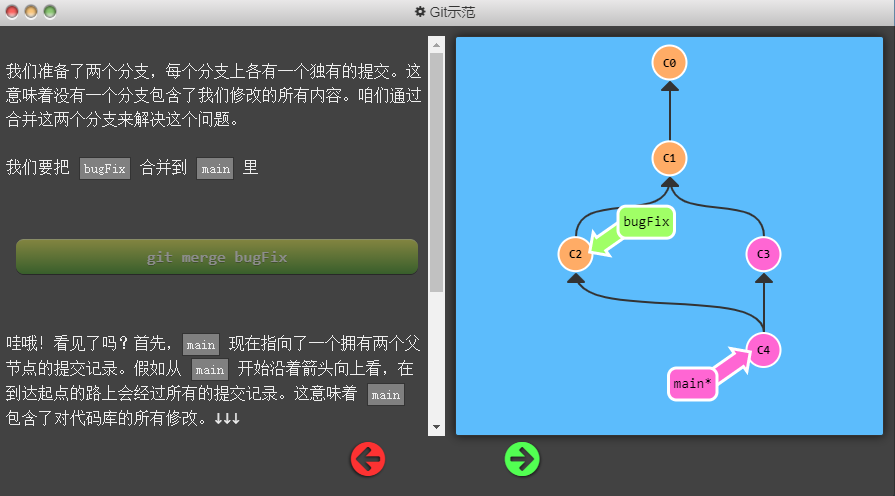 Git示范
我们准备了两个分支，每个分支上各有一个独有的提交。这
意味着没有一个分支包含了我们修改的所有内容。咱们通过
合并这两个分支来解决这个问题。
我们要把 bugFix 合并到 main 里
git merge bugFix
哇哦！看见了吗？首先，main 现在指向了一个拥有两个父
节点的提交记录。假如从 main 开始沿着箭头向上看，在
到达起点的路上会经过所有的提交记录。这意味着 main
包含了对代码库的所有修改。↓↓↓
C0
C1
bugFix
C2
C3
C4
main*